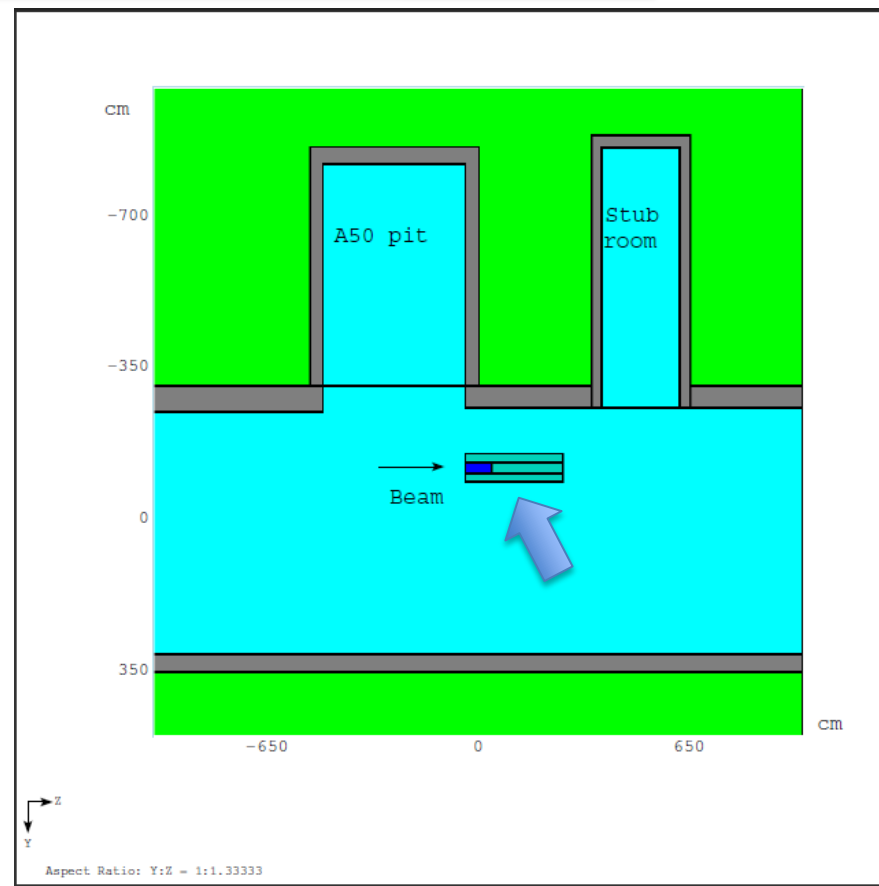 cm
-700
Stub
room
A50 pit
-350
Beam
0
350
cm
-650 0 650
Z
Y
Aspect Ratio: Y:Z = 1:1.33333